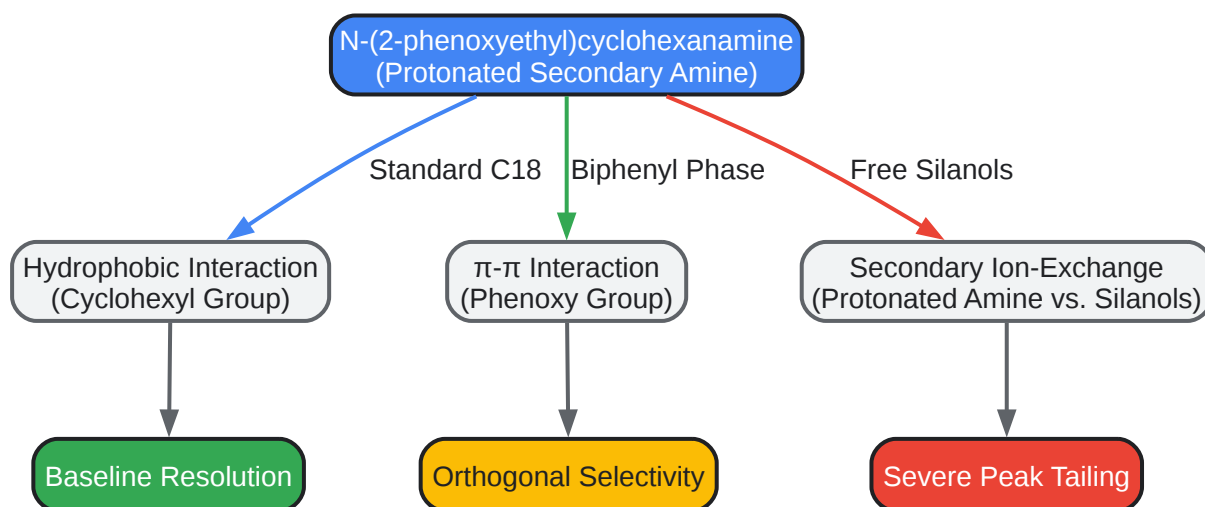 N-(2-phenoxyethyl)cyclohexanamine
(Protonated Secondary Amine)
Standard C18
Biphenyl Phase
Free Silanols
Hydrophobic Interaction
(Cyclohexyl Group)
π-π Interaction
(Phenoxy Group)
Secondary Ion-Exchange
(Protonated Amine vs. Silanols)
Baseline Resolution
Orthogonal Selectivity
Severe Peak Tailing